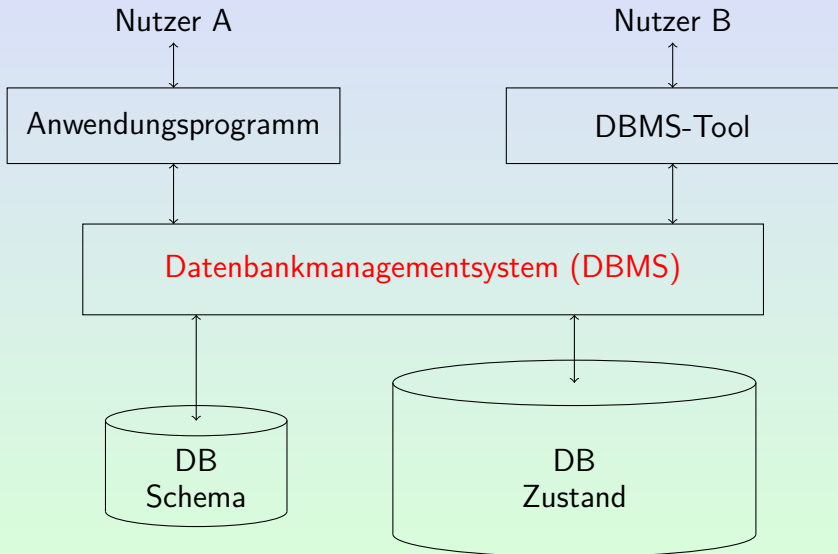 Nutzer A
Nutzer B
Anwendungsprogramm
DBMS-Tool
Datenbankmanagementsystem (DBMS)
DB
Schema
DB
Zustand